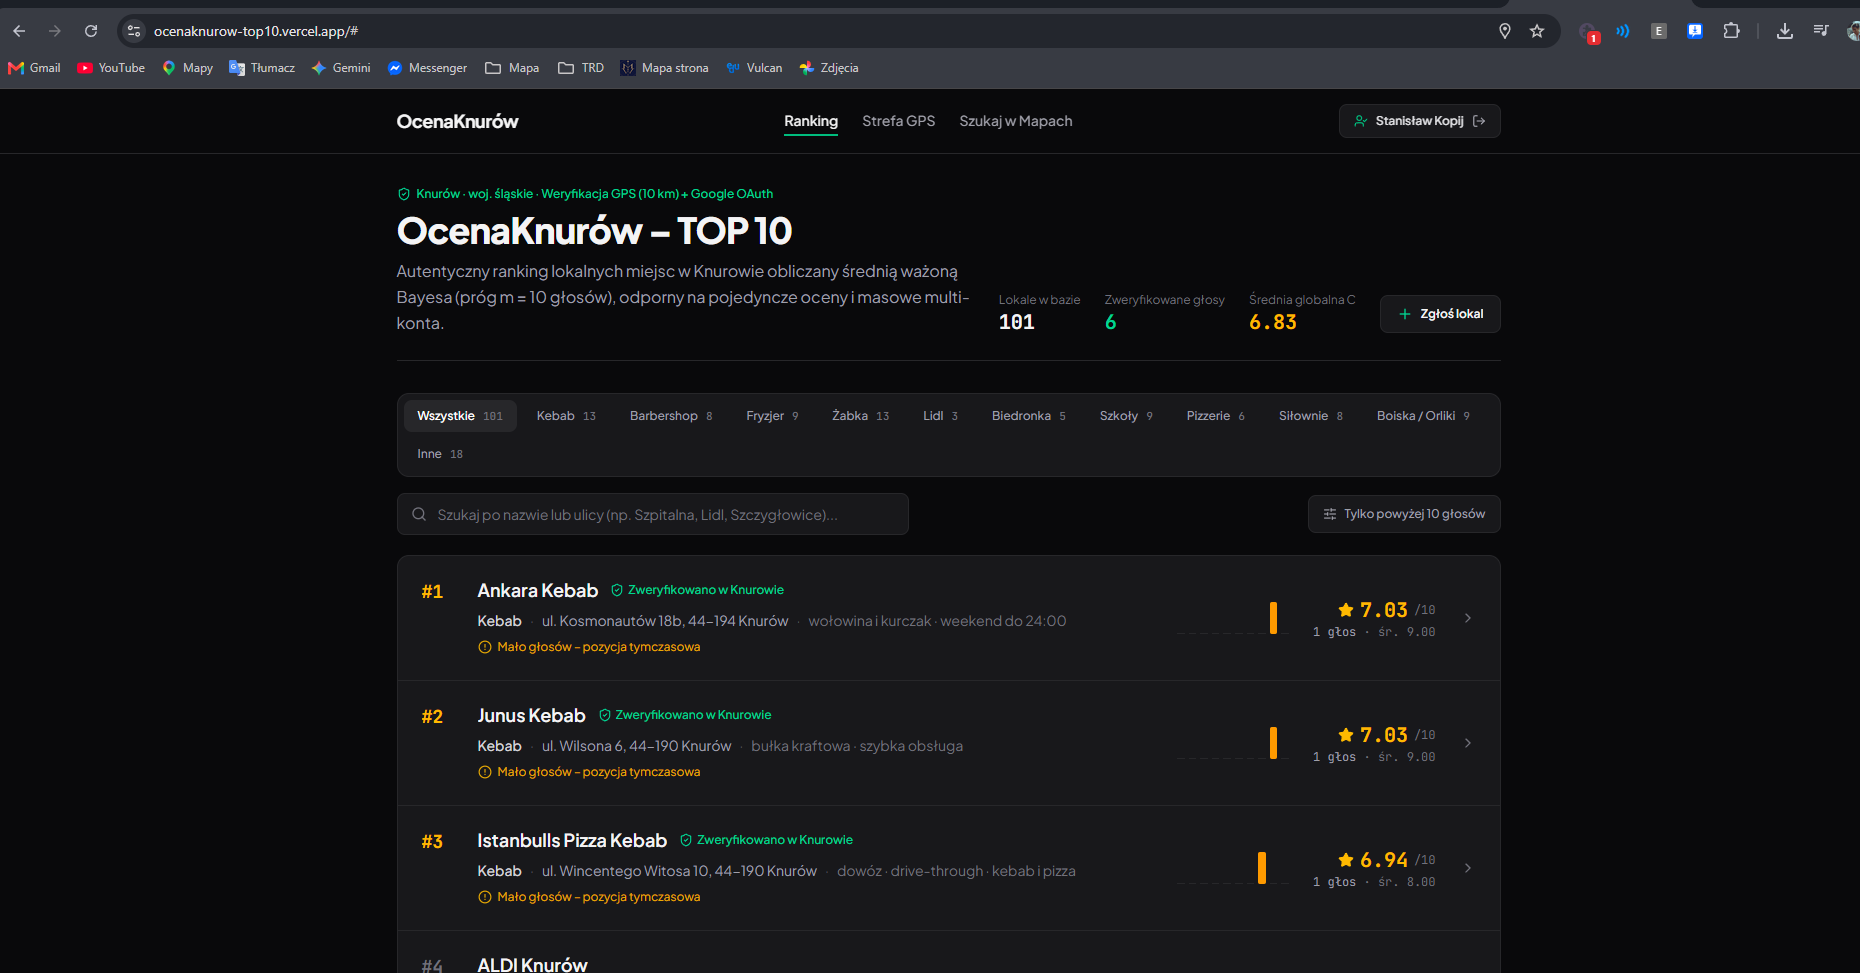 ocenaknurow-top10.vercel.app/#
1
E
Gmail YouTube Mapy Tłumacz Gemini Messenger Mapa TRD Mapa strona Vulcan Zdjęcia
OcenaKnurów Ranking Strefa GPS Szukaj w Mapach Stanisław Kopij
Knurów · woj. śląskie · Weryfikacja GPS (10 km) + Google OAuth
OcenaKnurów – TOP 10
Autentyczny ranking lokalnych miejsc w Knurowie obliczany średnią ważoną
Bayesa (próg m = 10 głosów), odporny na pojedyncze oceny i masowe multi-
konta.
Lokale w bazie
101
Zweryfikowane głosy
6
Średnia globalna C
6.83
Zgłoś lokal
Wszystkie 101 Kebab 13 Barbershop 8 Fryzjer 9 Żabka 13 Lidl 3 Biedronka 5 Szkoły 9 Pizzerie 6 Siłownie 8 Boiska / Orliki 9
Inne 18
Szukaj po nazwie lub ulicy (np. Szpitalna, Lidl, Szczygłowice)...
Tylko powyżej 10 głosów
#1 Ankara Kebab Zweryfikowano w Knurowie
Kebab · ul. Kosmonautów 18b, 44-194 Knurów · wołowina i kurczak · weekend do 24:00
Mało głosów – pozycja tymczasowa
7.03 /10
1 głos · śr. 9.00
#2 Junus Kebab Zweryfikowano w Knurowie
Kebab · ul. Wilsona 6, 44-190 Knurów · bułka kraftowa · szybka obsługa
Mało głosów – pozycja tymczasowa
7.03 /10
1 głos · śr. 9.00
#3 Istanbulls Pizza Kebab Zweryfikowano w Knurowie
Kebab · ul. Wincentego Witosa 10, 44-190 Knurów · dowóz · drive-through · kebab i pizza
Mało głosów – pozycja tymczasowa
6.94 /10
1 głos · śr. 8.00
#4 ALDI Knurów